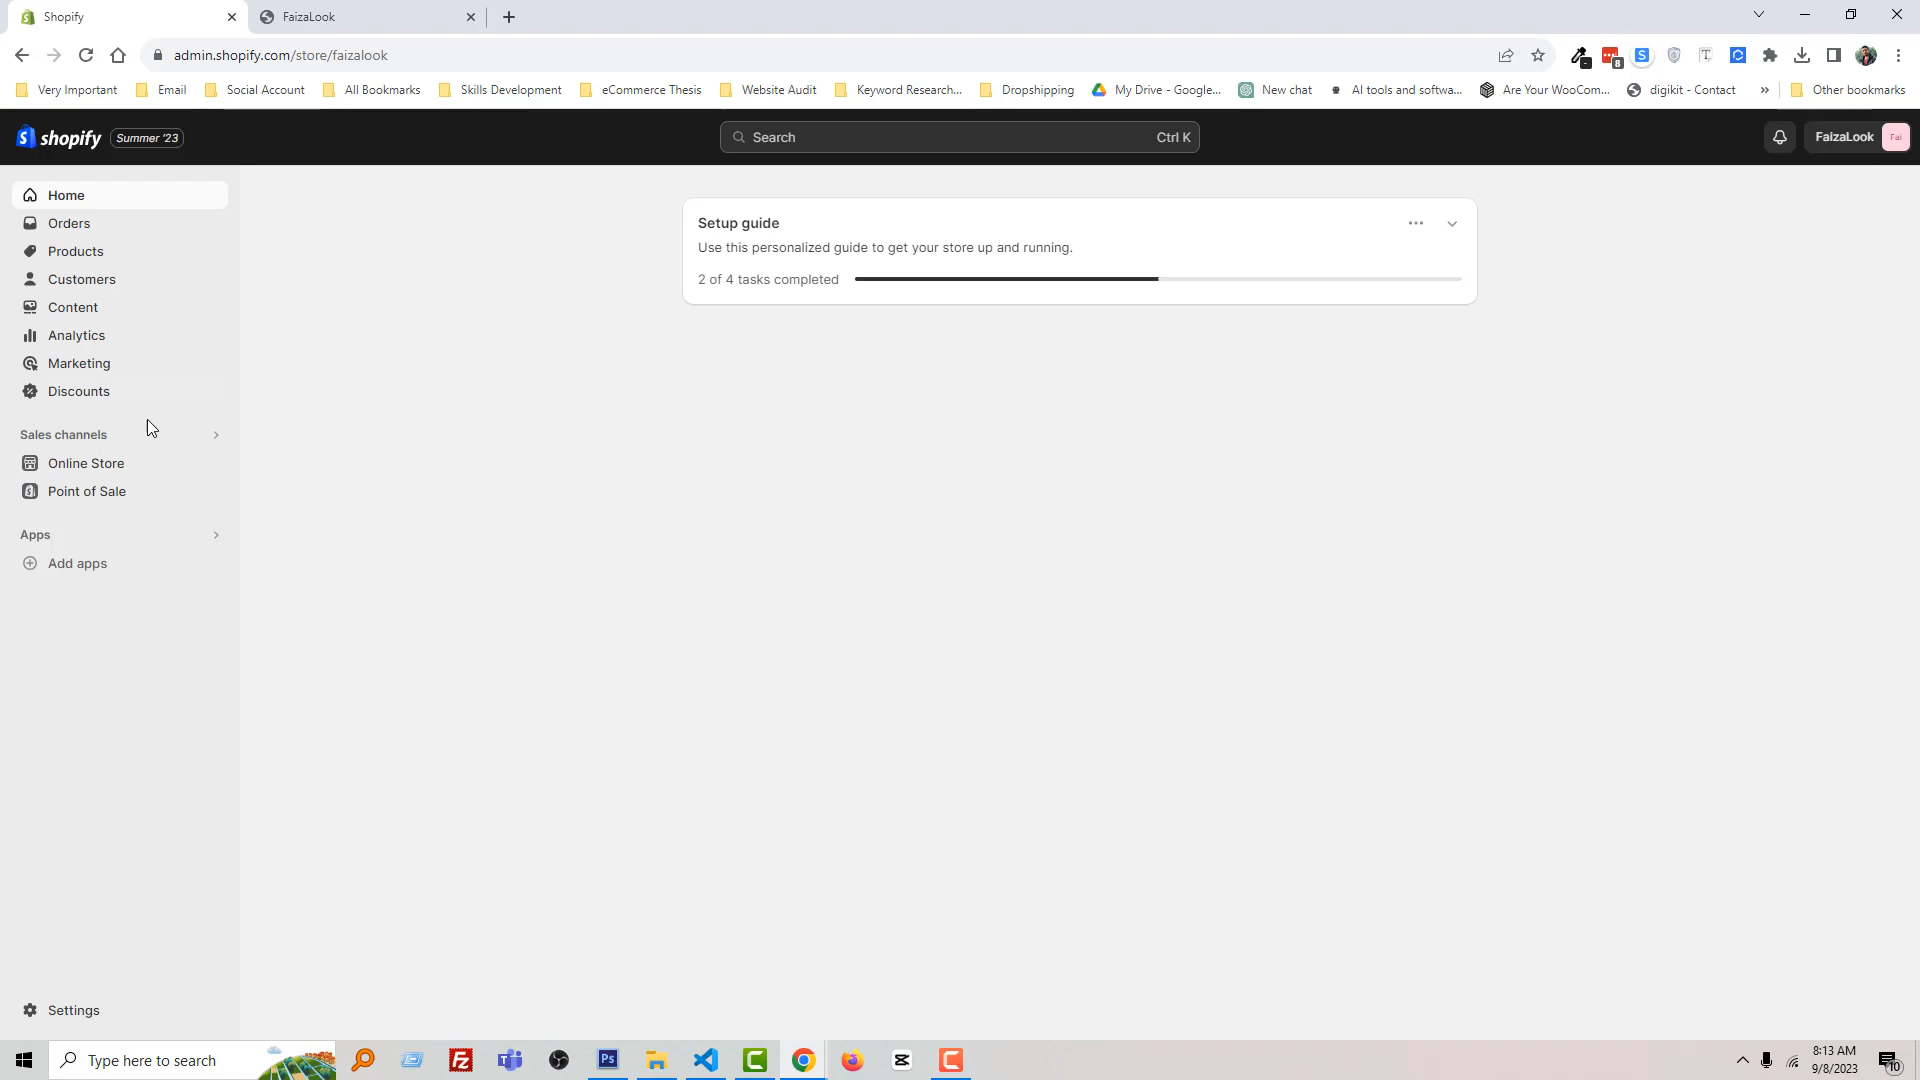 Shopify
FaizaLook
admin.shopify.com/store/faizalook
8
S
T
Very Important
Email
Social Account
All Bookmarks
Skills Development
eCommerce Thesis
Website Audit
Keyword Research...
Dropshipping
My Drive - Google...
New chat
AI tools and softwa...
Are Your WooCom...
digikit - Contact
»
Other bookmarks
shopify
Summer '23
Search
Ctrl K
FaizaLook
Fai
Home
Orders
Products
Customers
Content
Analytics
Marketing
Discounts
Sales channels
Online Store
Point of Sale
Apps
Add apps
Settings
Setup guide
Use this personalized guide to get your store up and running.
2 of 4 tasks completed
Type here to search
Ps
8:13 AM
9/8/2023
10